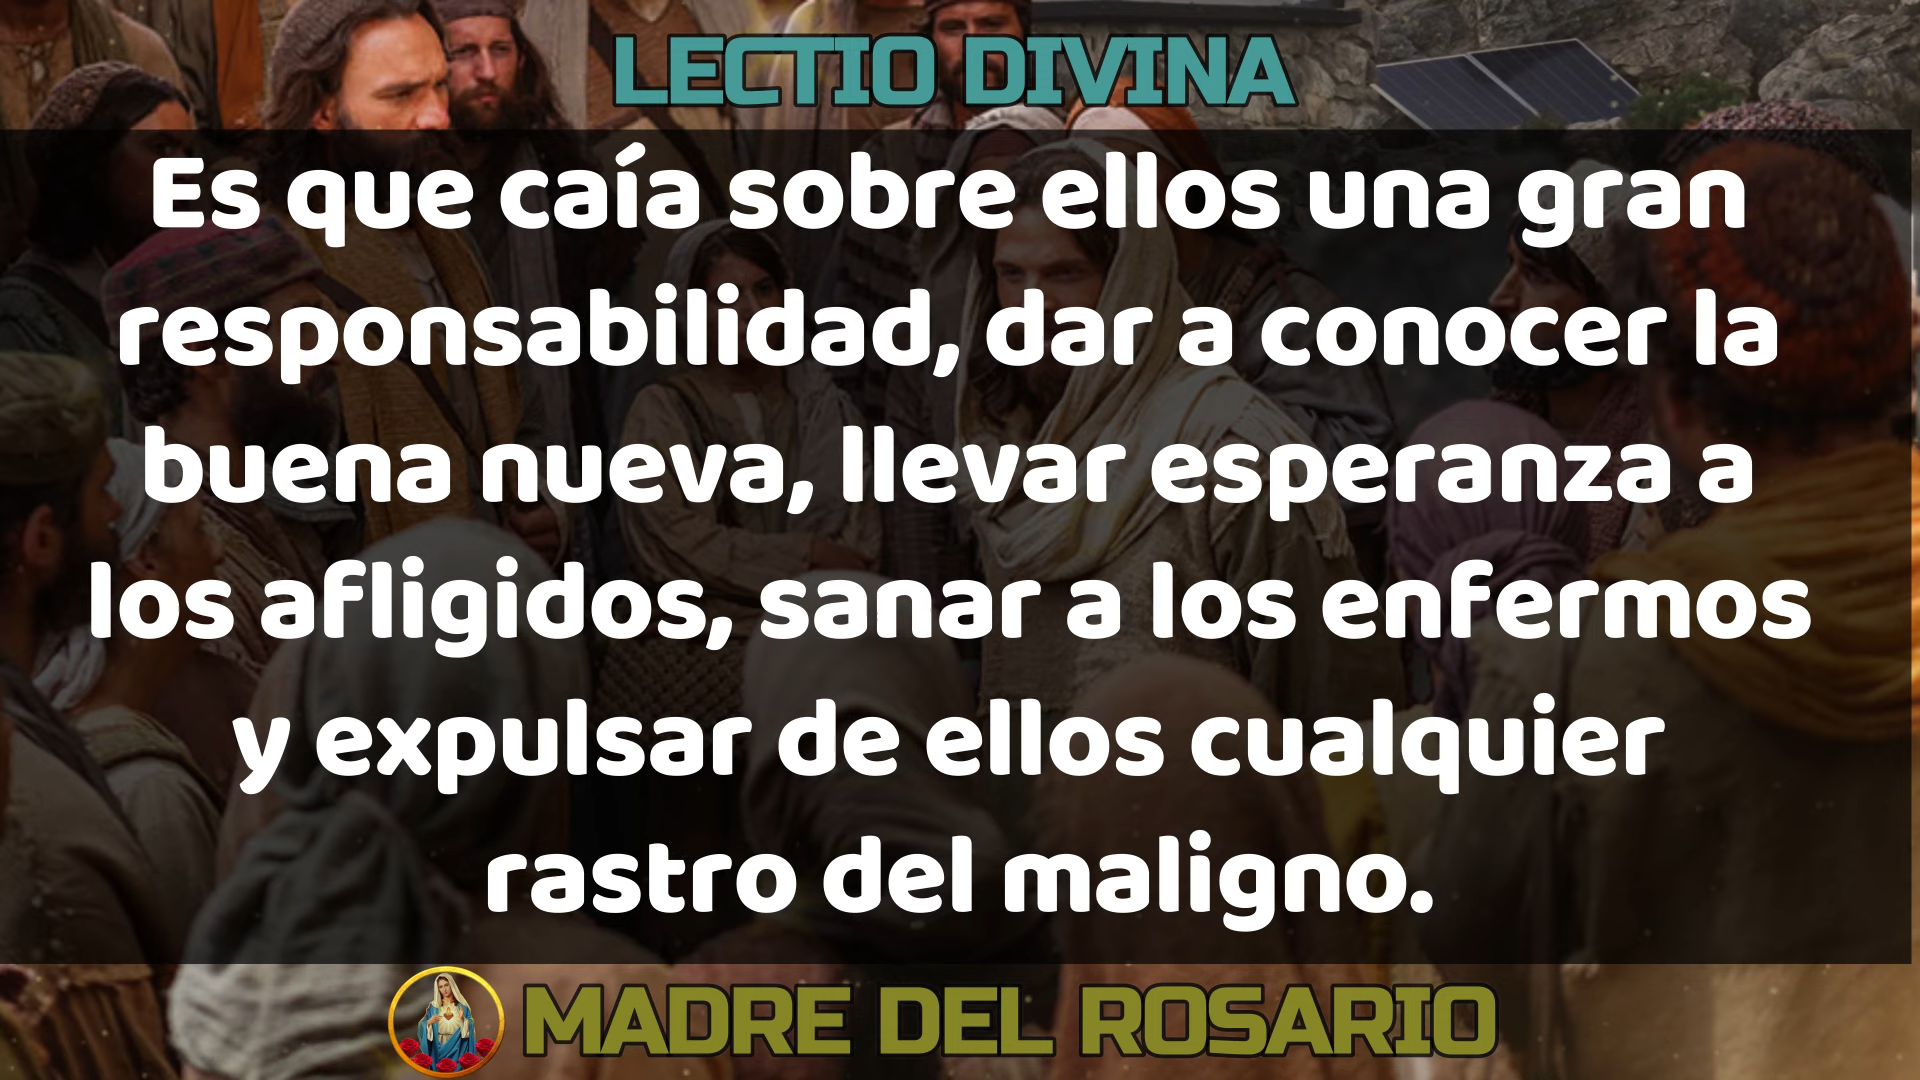 LECTIO DIVINA
Es que caía sobre ellos una gran
responsabilidad, dar a conocer la
buena nueva, llevar esperanza a
los afligidos, sanar a los enfermos
y expulsar de ellos cualquier
rastro del maligno.
MADRE DEL ROSARIO